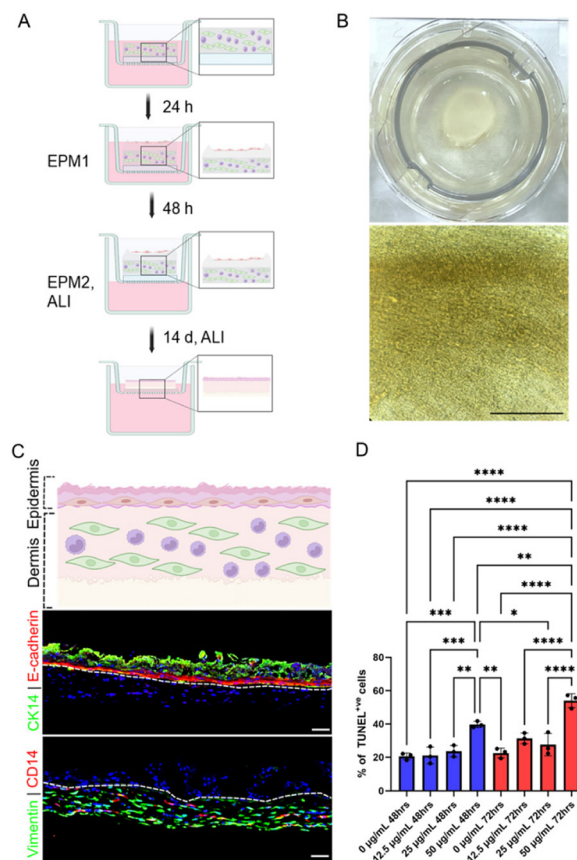 A
24 h
EPM1
48 h
EPM2,
ALI
14 d, ALI
B
C
Epidermis
Dermis
CK14 | E-cadherin
Vimentin | CD14
D
****
****
****
**
****
***
*
***
****
**
**
****
% of TUNEL+ve cells
80
60
40
20
0
0 µg/mL 48hrs
12.5 µg/mL 48hrs
25 µg/mL 48hrs
50 µg/mL 48hrs
0 µg/mL 72hrs
12.5 µg/mL 72hrs
25 µg/mL 72hrs
50 µg/mL 72hrs